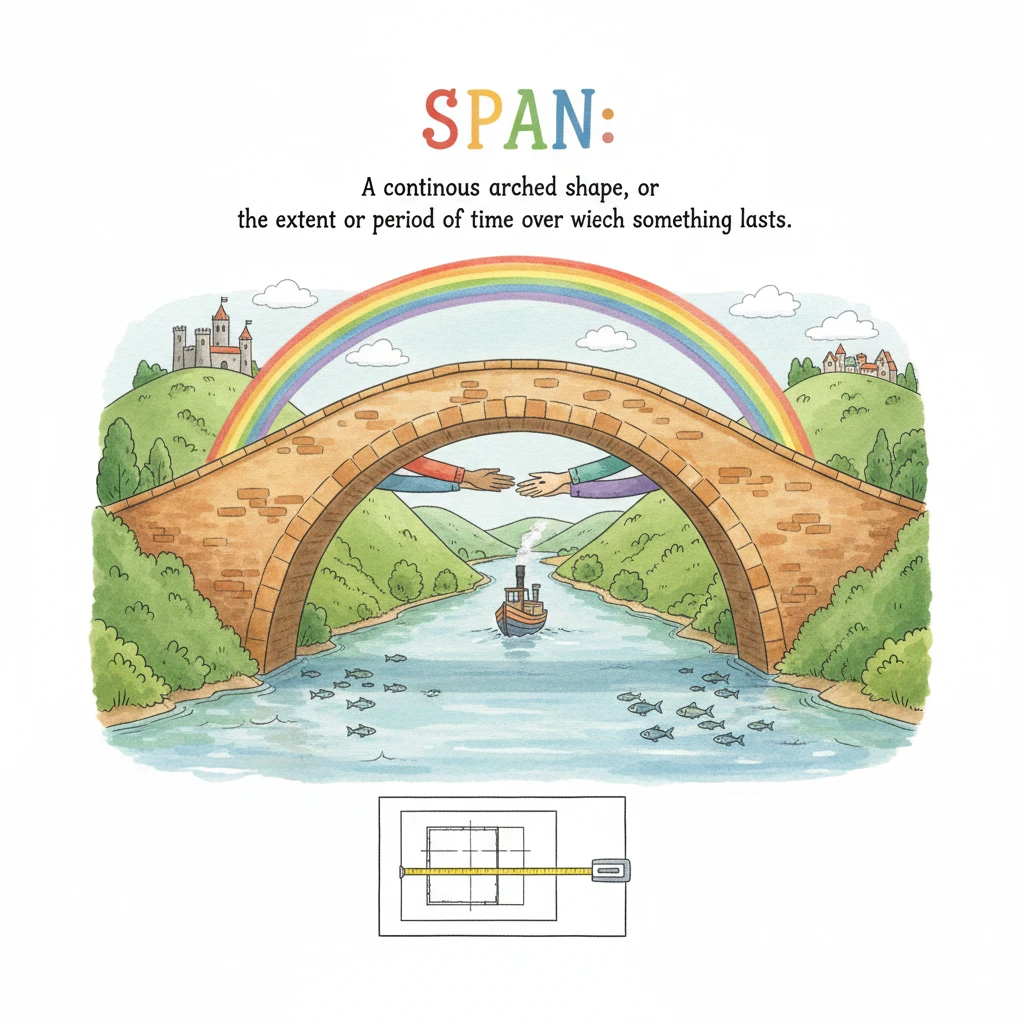 SPAN:
A continous arched shape, or
the extent or period of time over wiech something lasts.